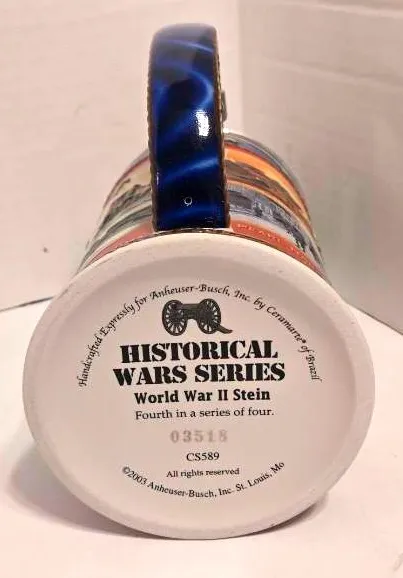 PEARL
Handcrafted Expressly for Anheuser-Busch, Inc. by Ceramarte® of Brazil
HISTORICAL
WARS SERIES
World War II Stein
Fourth in a series of four.
03518
CS589
All rights reserved
©2003 Anheuser-Busch, Inc. St. Louis, Mo